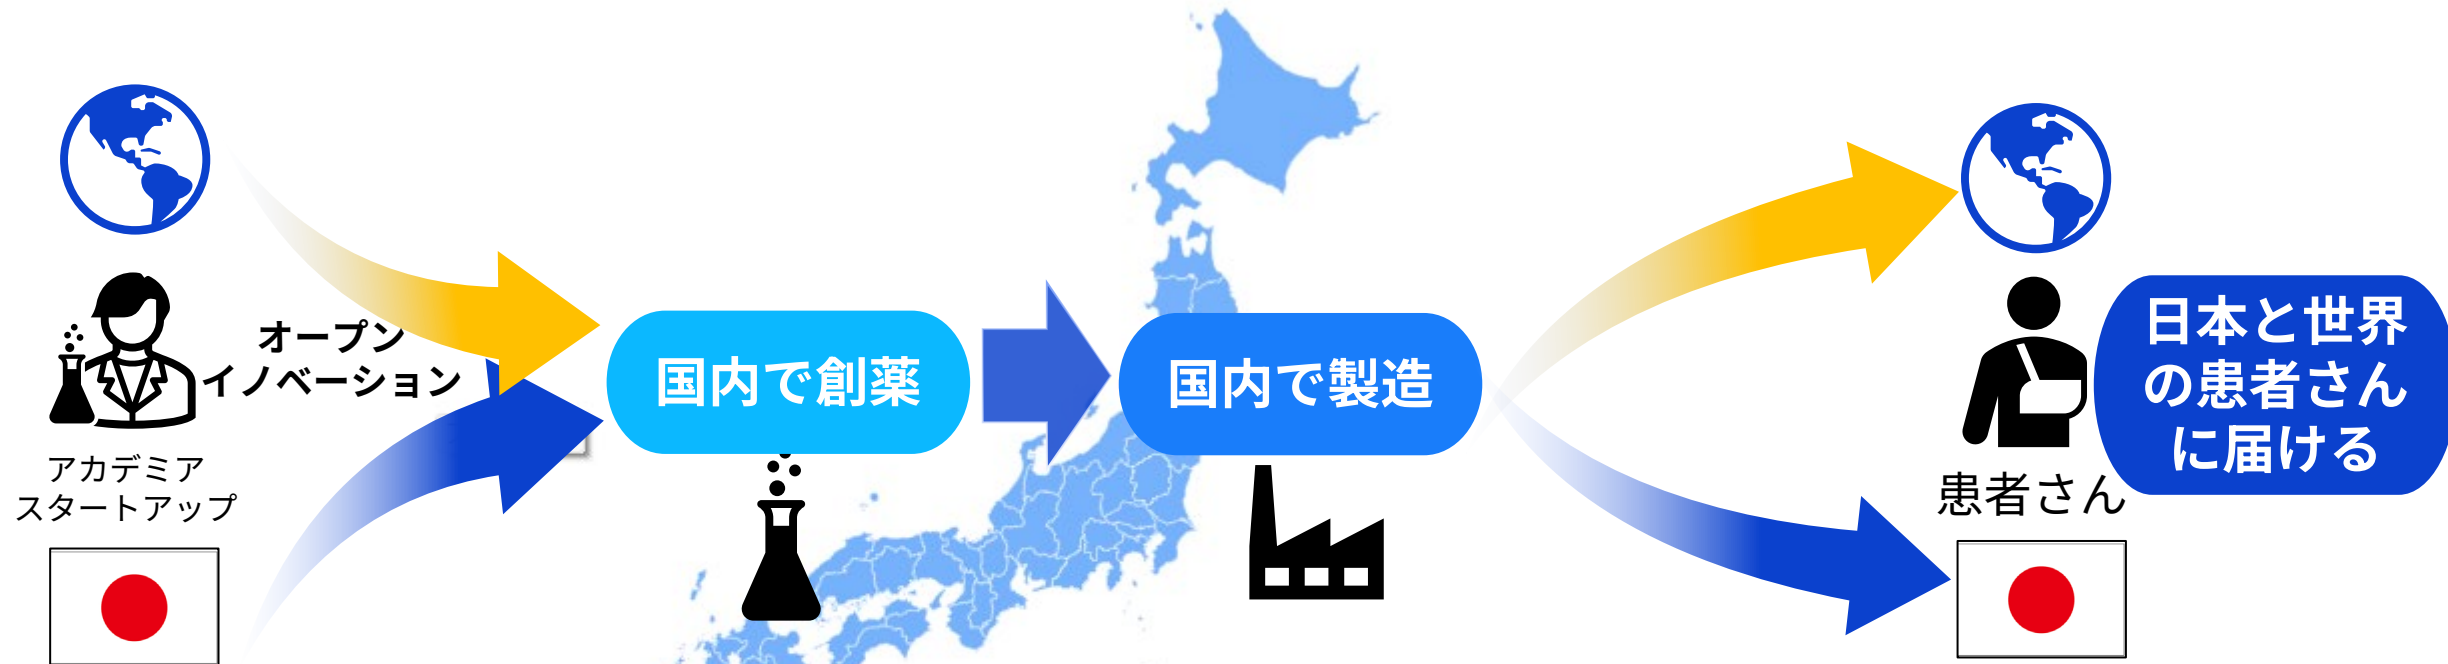 オープン
イノベーション
アカデミア
スタートアップ
国内で創薬
国内で製造
患者さん
日本と世界
の患者さん
に届ける